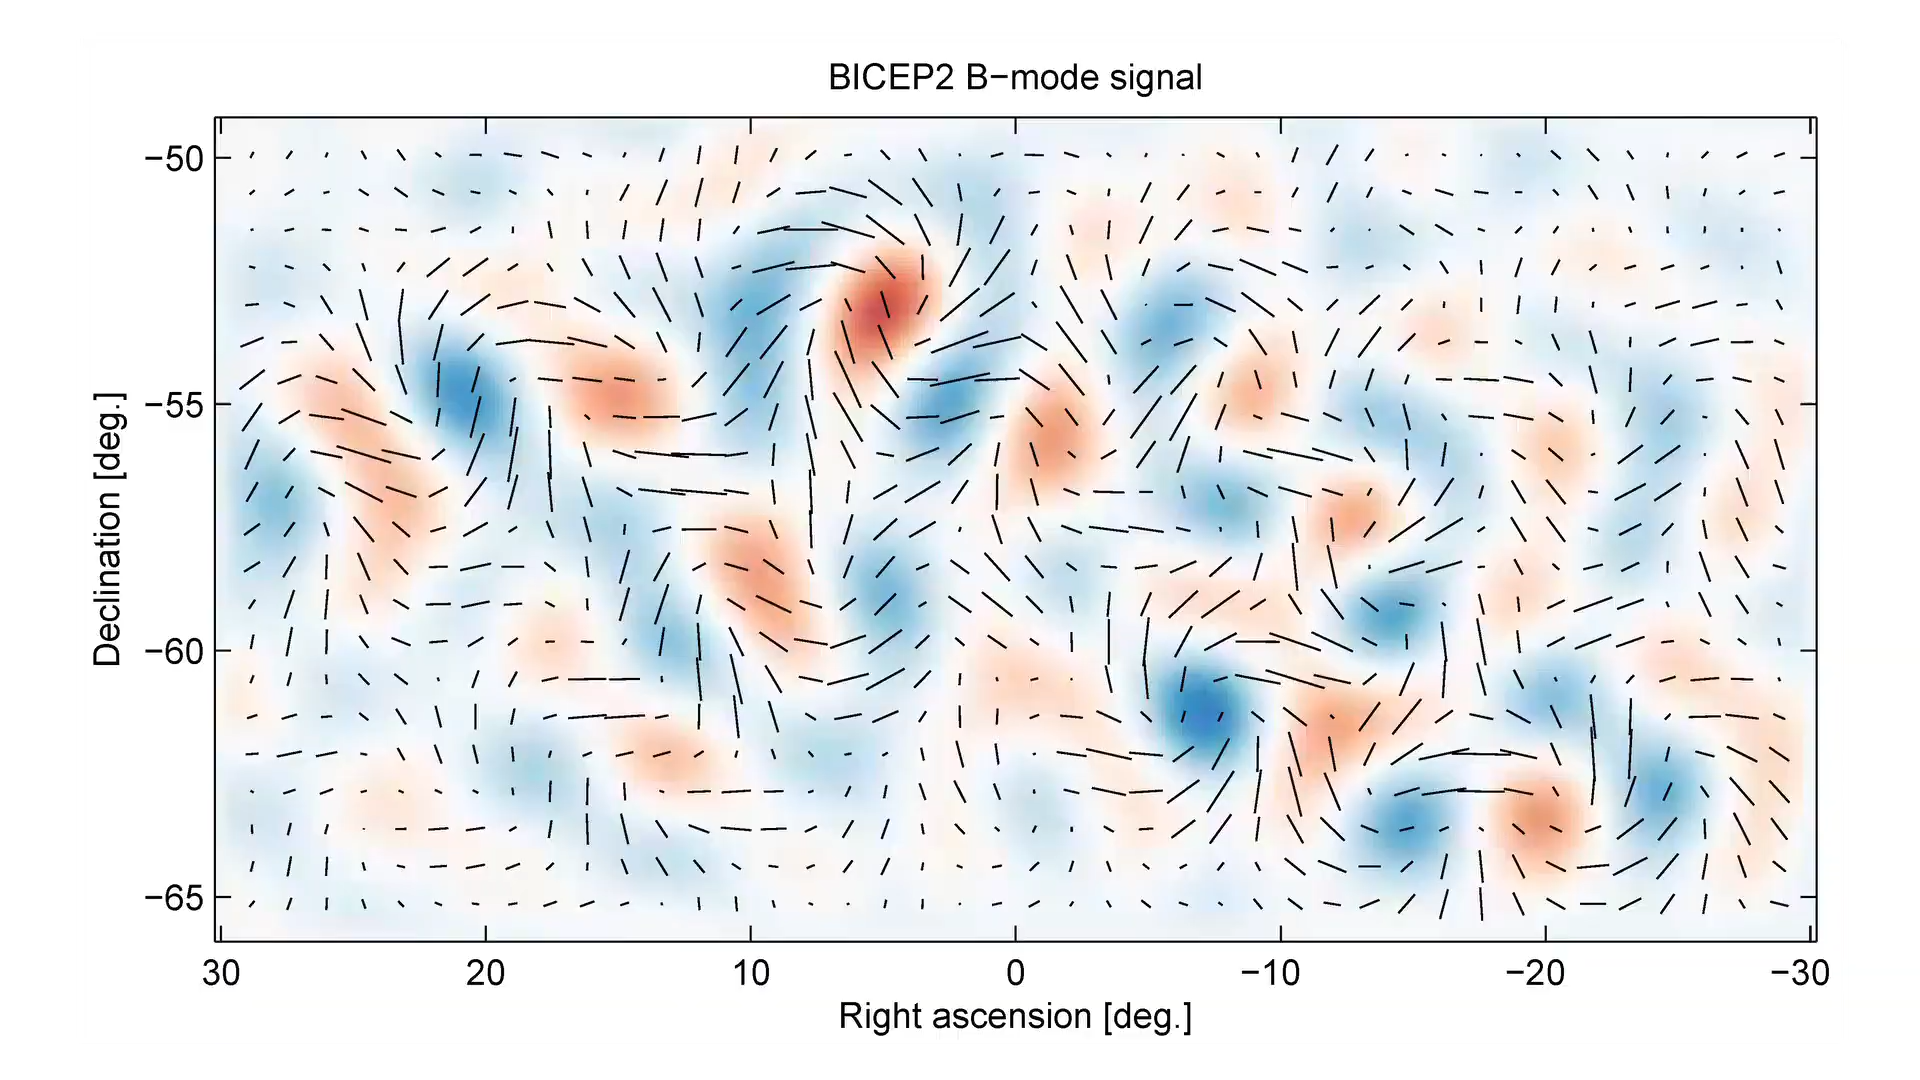 BICEP2 B−mode signal
−50
−55
−60
−65
Declination [deg.]
30 20 10 0 −10 −20 −30
Right ascension [deg.]